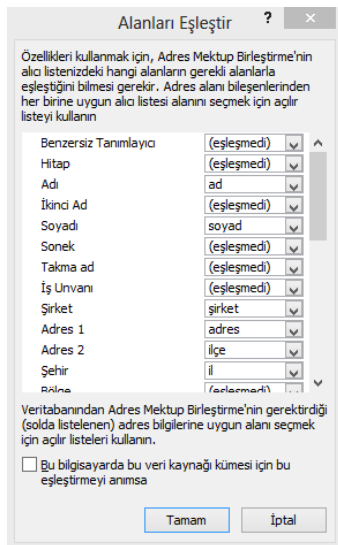 Alanları Eşleştir
?
Özellikleri kullanmak için, Adres Mektup Birleştirme'nin
alıcı listenizdeki hangi alanların gerekli alanlarla
eşleştiğini bilmesi gerekir. Adres alanı bileşenlerinden
her birine uygun alıcı listesi alanını seçmek için açılır
listeyi kullanın
Benzersiz Tanımlayıcı (eşleşmedi)
Hitap (eşleşmedi)
Adı ad
İkinci Ad (eşleşmedi)
Soyadı soyad
Sonek (eşleşmedi)
Takma ad (eşleşmedi)
İş Unvanı (eşleşmedi)
Şirket şirket
Adres 1 adres
Adres 2 ilçe
Şehir il
Bölge (eşleşmedi)
Veritabanından Adres Mektup Birleştirme'nin gerektirdiği
(solda listelenen) adres bilgilerine uygun alanı seçmek
için açılır listeleri kullanın.
Bu bilgisayarda bu veri kaynağı kümesi için bu
eşleştirmeyi anımsa
Tamam İptal